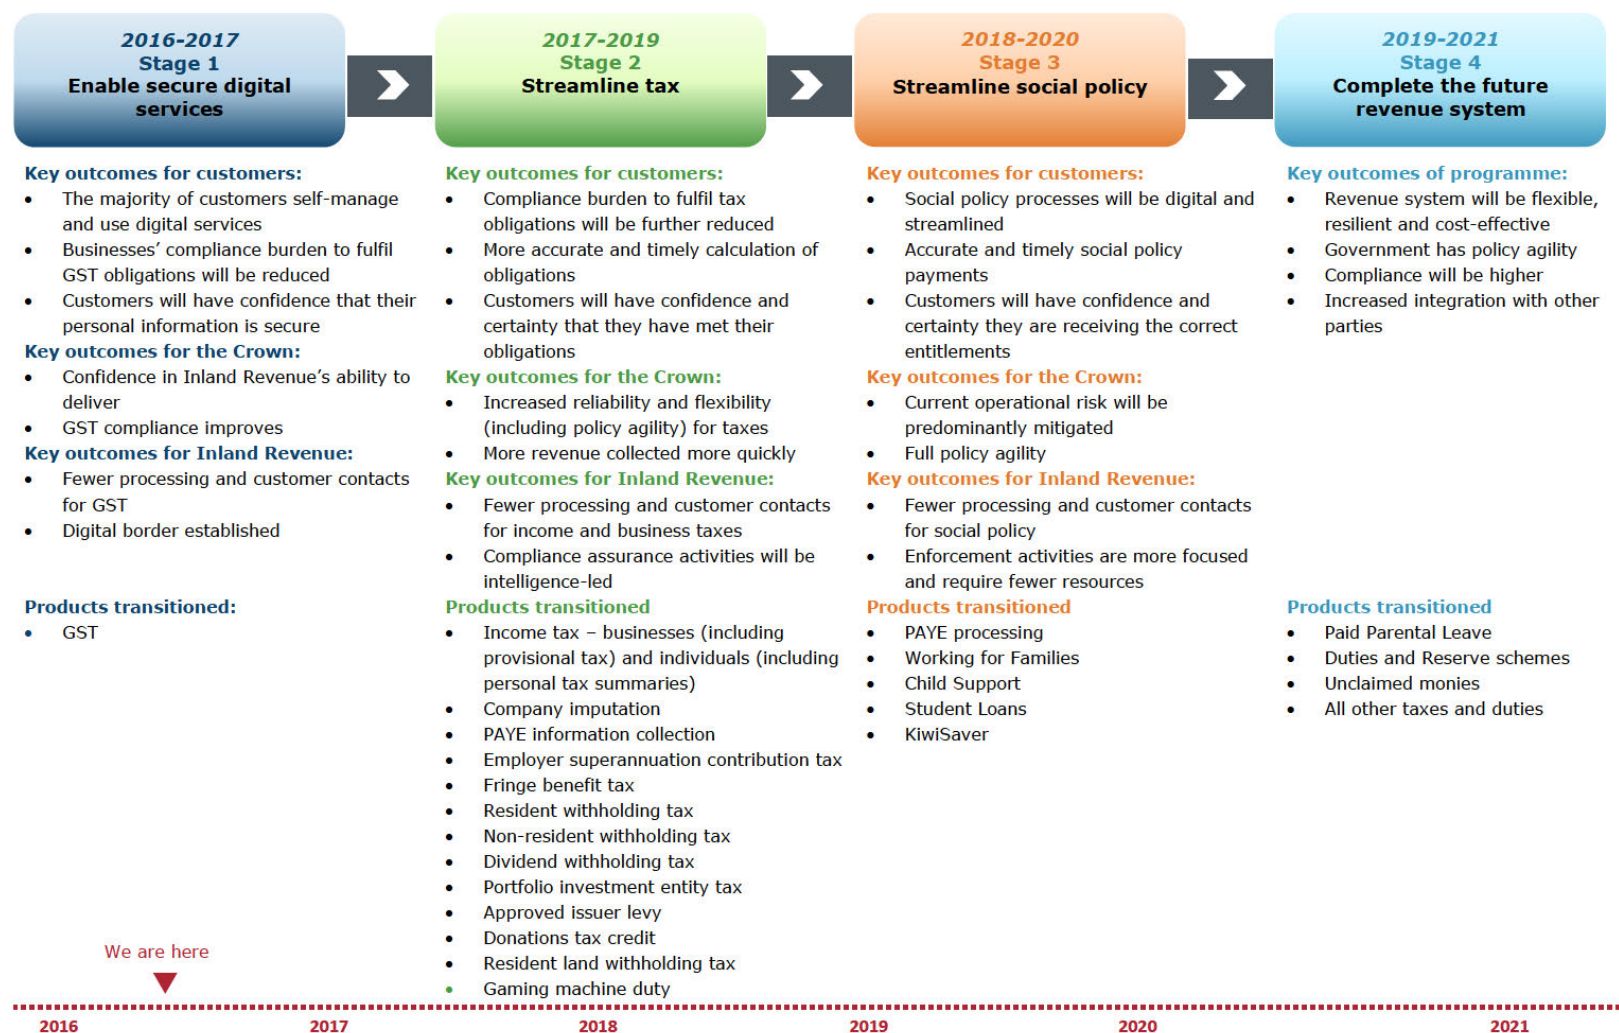 2016-2017
Stage 1
Enable secure digital
services
Key outcomes for customers:
• The majority of customers self-manage
and use digital services
• Businesses’ compliance burden to fulfil
GST obligations will be reduced
• Customers will have confidence that their
personal information is secure
Key outcomes for the Crown:
• Confidence in Inland Revenue’s ability to
deliver
• GST compliance improves
Key outcomes for Inland Revenue:
• Fewer processing and customer contacts
for GST
• Digital border established
Products transitioned:
• GST
2017-2019
Stage 2
Streamline tax
Key outcomes for customers:
• Compliance burden to fulfil tax
obligations will be further reduced
• More accurate and timely calculation of
obligations
• Customers will have confidence and
certainty that they have met their
obligations
Key outcomes for the Crown:
• Increased reliability and flexibility
(including policy agility) for taxes
• More revenue collected more quickly
Key outcomes for Inland Revenue:
• Fewer processing and customer contacts
for income and business taxes
• Compliance assurance activities will be
intelligence-led
Products transitioned
• Income tax – businesses (including
provisional tax) and individuals (including
personal tax summaries)
• Company imputation
• PAYE information collection
• Employer superannuation contribution tax
• Fringe benefit tax
• Resident withholding tax
• Non-resident withholding tax
• Dividend withholding tax
• Portfolio investment entity tax
• Approved issuer levy
• Donations tax credit
• Resident land withholding tax
• Gaming machine duty
2018-2020
Stage 3
Streamline social policy
Key outcomes for customers:
• Social policy processes will be digital and
streamlined
• Accurate and timely social policy
payments
• Customers will have confidence and
certainty they are receiving the correct
entitlements
Key outcomes for the Crown:
• Current operational risk will be
predominantly mitigated
• Full policy agility
Key outcomes for Inland Revenue:
• Fewer processing and customer contacts
for social policy
• Enforcement activities are more focused
and require fewer resources
Products transitioned
• PAYE processing
• Working for Families
• Child Support
• Student Loans
• KiwiSaver
2019-2021
Stage 4
Complete the future
revenue system
Key outcomes of programme:
• Revenue system will be flexible,
resilient and cost-effective
• Government has policy agility
• Compliance will be higher
• Increased integration with other
parties
Products transitioned
• Paid Parental Leave
• Duties and Reserve schemes
• Unclaimed monies
• All other taxes and duties
We are here
2016 2017 2018 2019 2020 2021